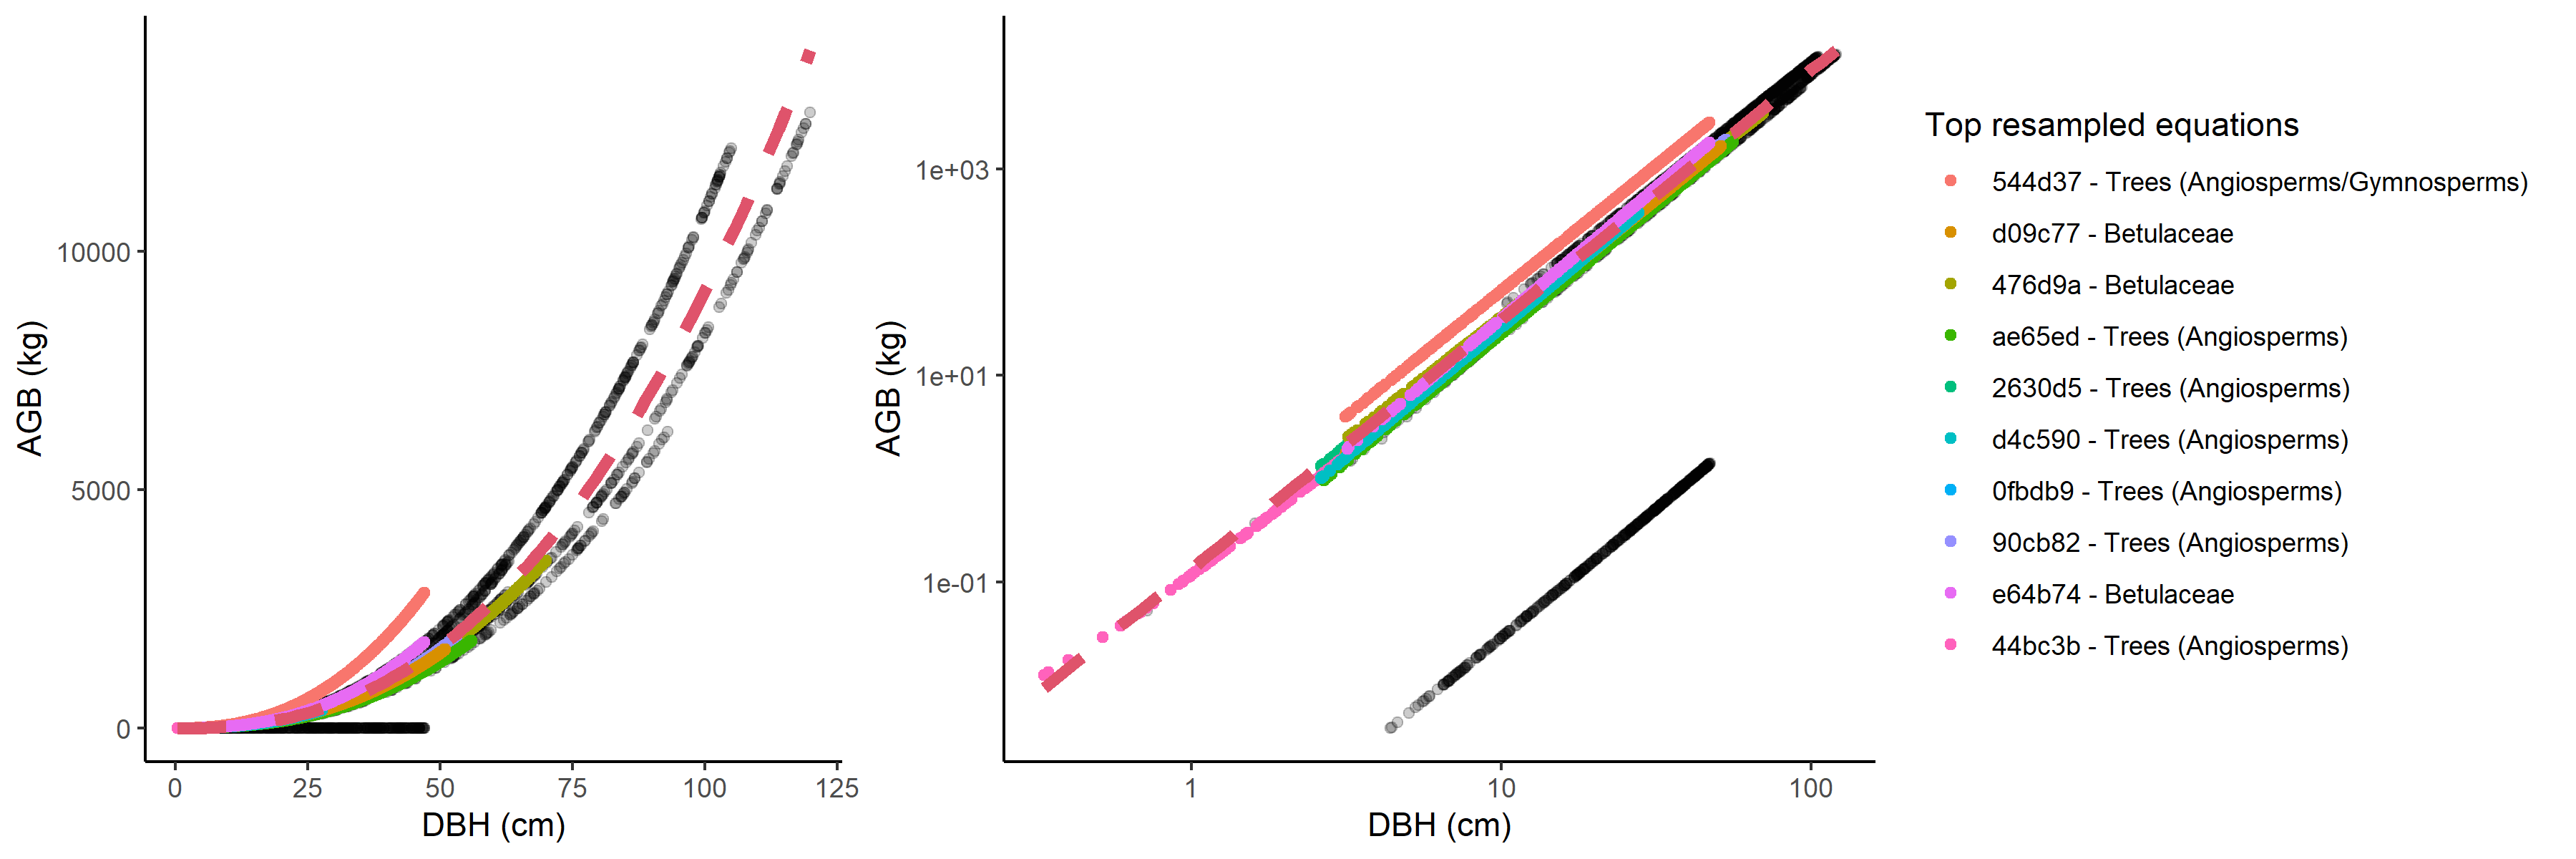 AGB (kg)
10000
5000
0
0 25 50 75 100 125
DBH (cm)
AGB (kg)
1e+03
1e+01
1e-01
1 10 100
DBH (cm)
Top resampled equations
544d37 - Trees (Angiosperms/Gymnosperms)
d09c77 - Betulaceae
476d9a - Betulaceae
ae65ed - Trees (Angiosperms)
2630d5 - Trees (Angiosperms)
d4c590 - Trees (Angiosperms)
0fbdb9 - Trees (Angiosperms)
90cb82 - Trees (Angiosperms)
e64b74 - Betulaceae
44bc3b - Trees (Angiosperms)